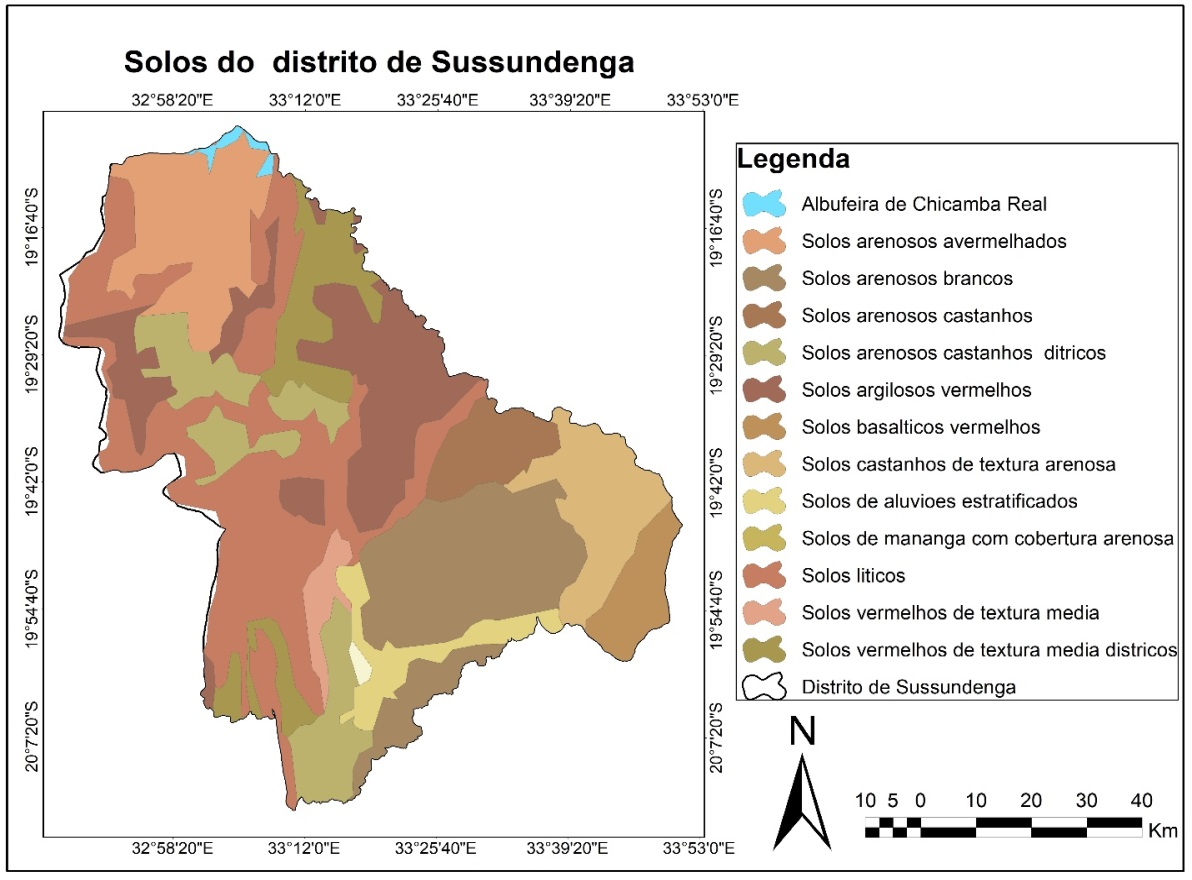 Solos do distrito de Sussundenga
32°58'20"E 33°12'0"E 33°25'40"E 33°39'20"E 33°53'0"E
19°16'40"S
19°29'20"S
19°42'0"S
19°54'40"S
20°7'20"S
19°16'40"S
19°29'20"S
19°42'0"S
19°54'40"S
20°7'20"S
32°58'20"E 33°12'0"E 33°25'40"E 33°39'20"E 33°53'0"E
Legenda
Albufeira de Chicamba Real
Solos arenosos avermelhados
Solos arenosos brancos
Solos arenosos castanhos
Solos arenosos castanhos ditricos
Solos argilosos vermelhos
Solos basalticos vermelhos
Solos castanhos de textura arenosa
Solos de aluvioes estratificados
Solos de mananga com cobertura arenosa
Solos liticos
Solos vermelhos de textura media
Solos vermelhos de textura media districos
Distrito de Sussundenga
N
10 5 0 10 20 30 40
Km